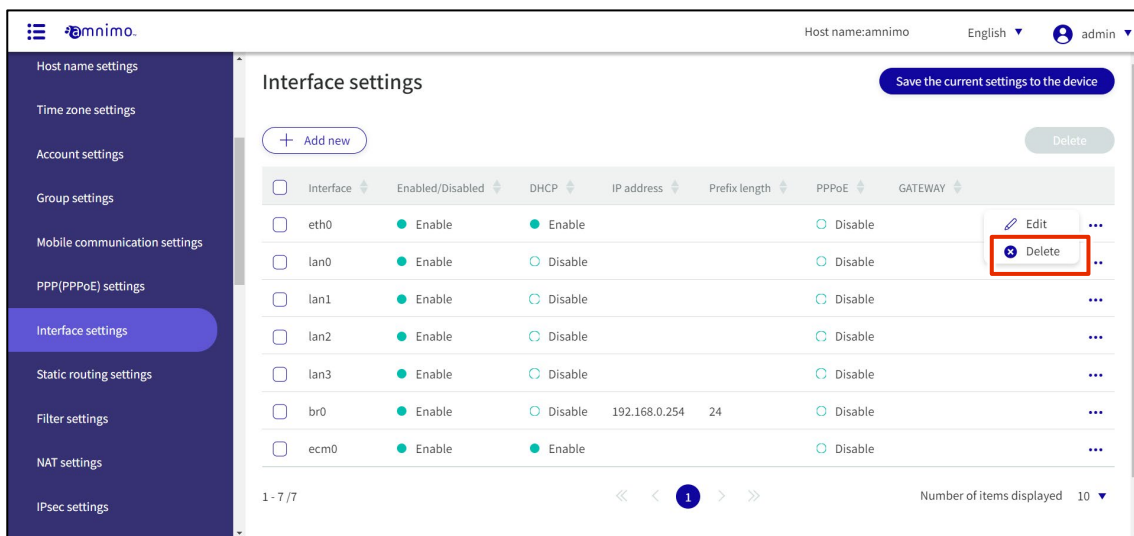 amnimo
Host name:amnimo English admin
Host name settings
Time zone settings
Account settings
Group settings
Mobile communication settings
PPP(PPPoE) settings
Interface settings
Static routing settings
Filter settings
NAT settings
IPsec settings
Interface settings
Save the current settings to the device
Add new
Delete
Interface Enabled/Disabled DHCP IP address Prefix length PPPoE GATEWAY
eth0 Enable Enable Disable
Edit
Delete
lan0 Enable Disable Disable
lan1 Enable Disable Disable
lan2 Enable Disable Disable
lan3 Enable Disable Disable
br0 Enable Disable 192.168.0.254 24 Disable
ecm0 Enable Enable Disable
1 - 7 /7 1 Number of items displayed 10